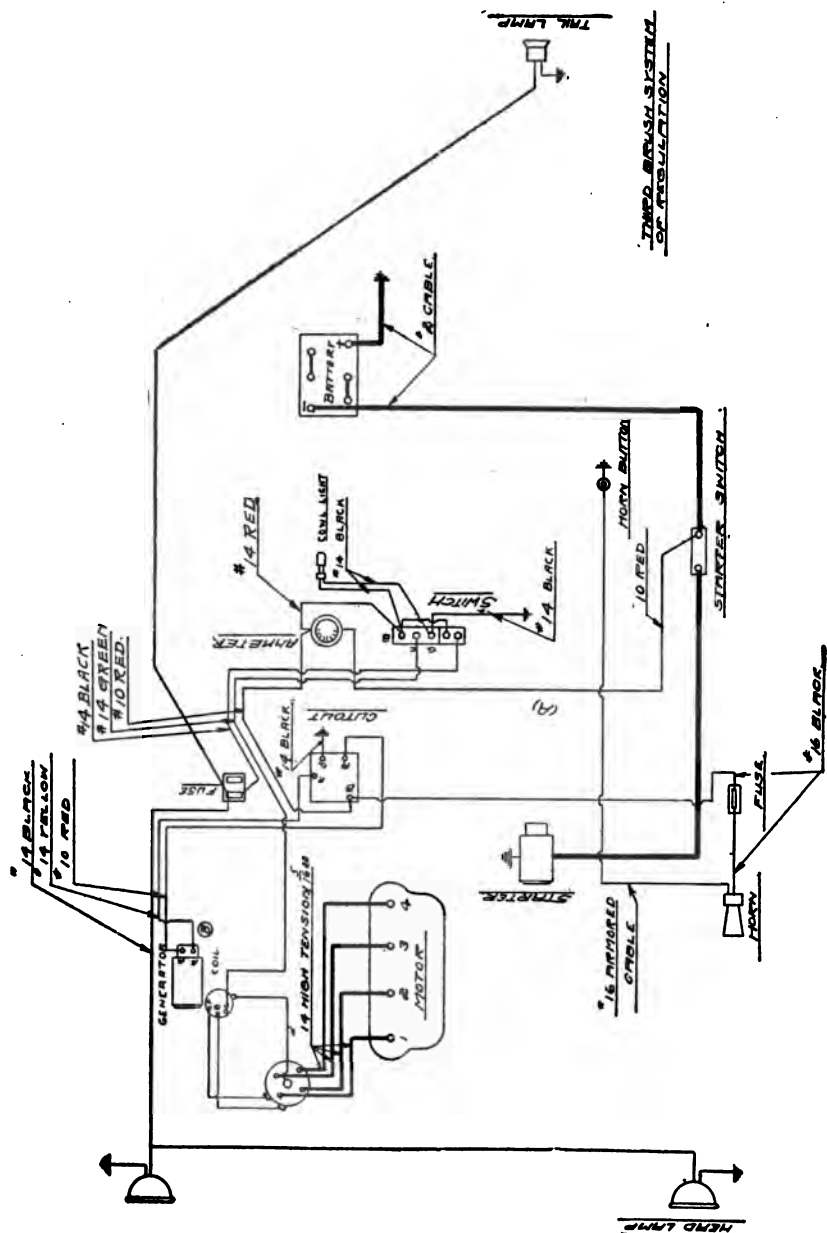 TAIL LAMP
THIRD BRUSH SYSTEM
OF REGULATION
# CABLE
BATTERY
+
#14 RED
COWL LIGHT
#14 BLACK
HORN BUTTON
STARTER SWITCH
10 RED
SWITCH
#14 BLACK
AMMETER
B
(A)
#14 BLACK
#14 GREEN
#10 RED.
CUTOUT
#14 BLACK
FUSE
FUSE
#16 BLACK
#14 BLACK
#14 YELLOW
#10 RED
GENERATOR
COIL
14 HIGH TENSION
MOTOR
1
2
3
4
STARTER
#16 ARMORED
CABLE
HORN
HEAD LAMP